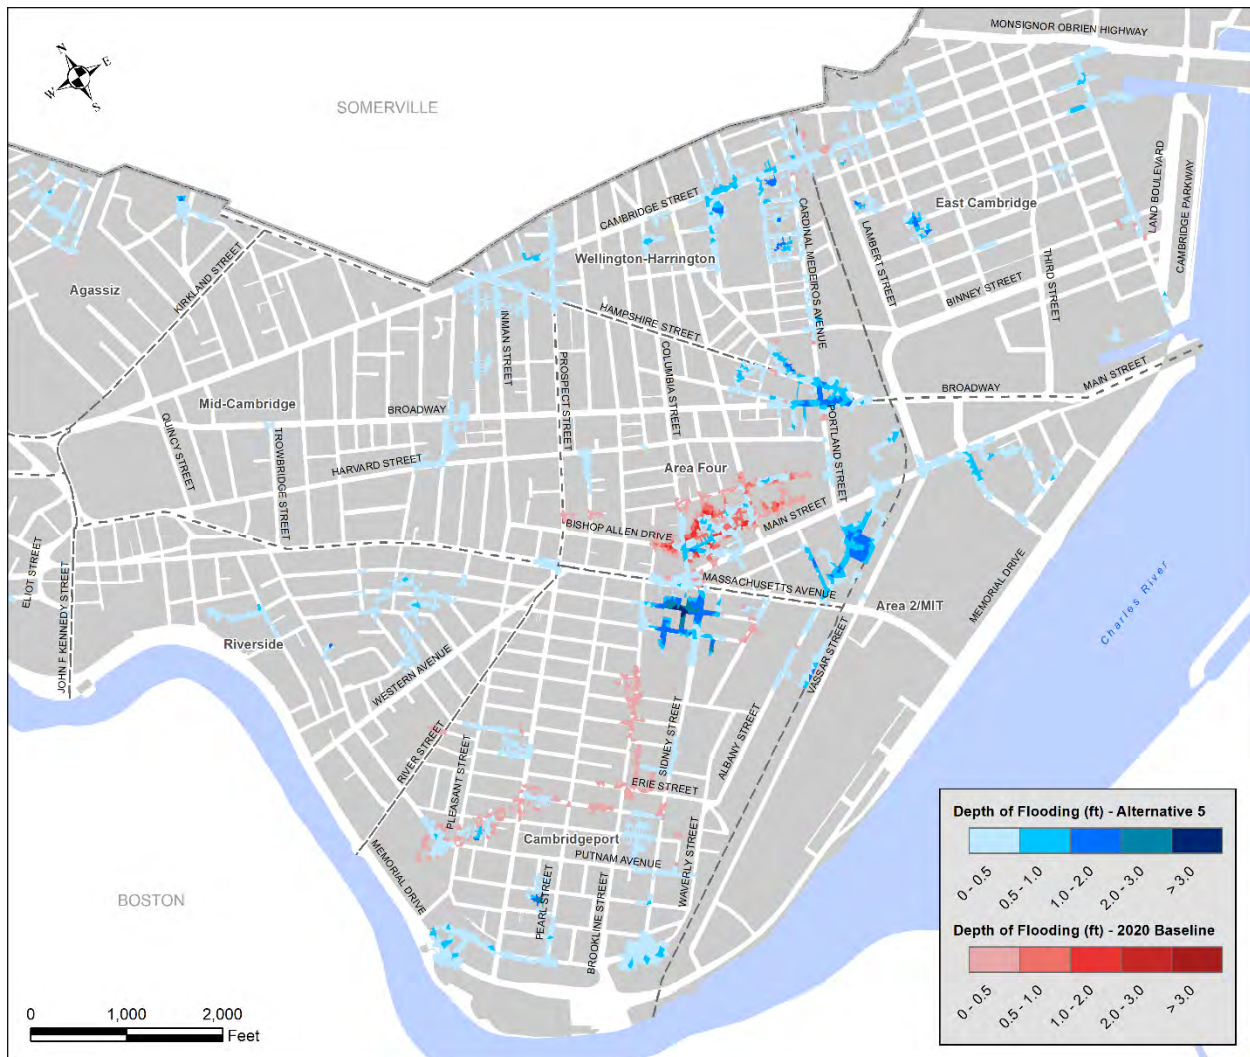 MONSIGNOR OBRIEN HIGHWAY
N
E
W
S
SOMERVILLE
LAND BOULEVARD
CAMBRIDGE PARKWAY
CAMBRIDGE STREET
East Cambridge
CARDINAL MEDEIROS AVENUE
LAMBERT STREET
Wellington-Harrington
KIRKLAND STREET
Agassiz
BINNEY STREET
THIRD STREET
HAMPSHIRE STREET
INMAN STREET
PROSPECT STREET
COLUMBIA STREET
MAIN STREET
BROADWAY
Mid-Cambridge
BROADWAY
QUINCY STREET
TROWBRIDGE STREET
HARVARD STREET
PORTLAND STREET
Area Four
BISHOP ALLEN DRIVE
MAIN STREET
ELIOT STREET
JOHN F KENNEDY STREET
MASSACHUSETTS AVENUE
Area 2/MIT
MEMORIAL DRIVE
Charles River
Riverside
WESTERN AVENUE
VASSAR STREET
RIVER STREET
PLEASANT STREET
SIDNEY STREET
ALBANY STREET
ERIE STREET
Cambridgeport
MEMORIAL DRIVE
PUTNAM AVENUE
WAVERLY STREET
PEARL STREET
BROOKLINE STREET
BOSTON
Depth of Flooding (ft) - Alternative 5
0 - 0.5
0.5 - 1.0
1.0 - 2.0
2.0 - 3.0
> 3.0
Depth of Flooding (ft) - 2020 Baseline
0 - 0.5
0.5 - 1.0
1.0 - 2.0
2.0 - 3.0
> 3.0
0 1,000 2,000
Feet